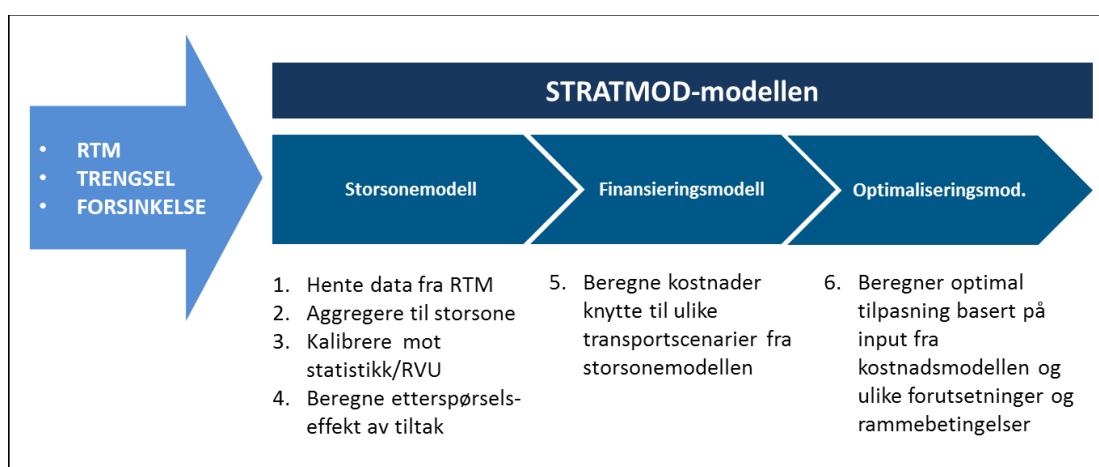 STRATMOD-modellen
• RTM
• TRENGSEL
• FORSINKELSE
Storsonemodell
Finansieringsmodell
Optimaliseringsmod.
1. Hente data fra RTM
2. Aggregere til storsone
3. Kalibrere mot
statistikk/RVU
4. Beregne etterspørsels-
effekt av tiltak
5. Beregne kostnader
knytte til ulike
transportscenarier fra
storsonemodellen
6. Beregner optimal
tilpasning basert på
input fra
kostnadsmodellen og
ulike forutsetninger og
rammebetingelser